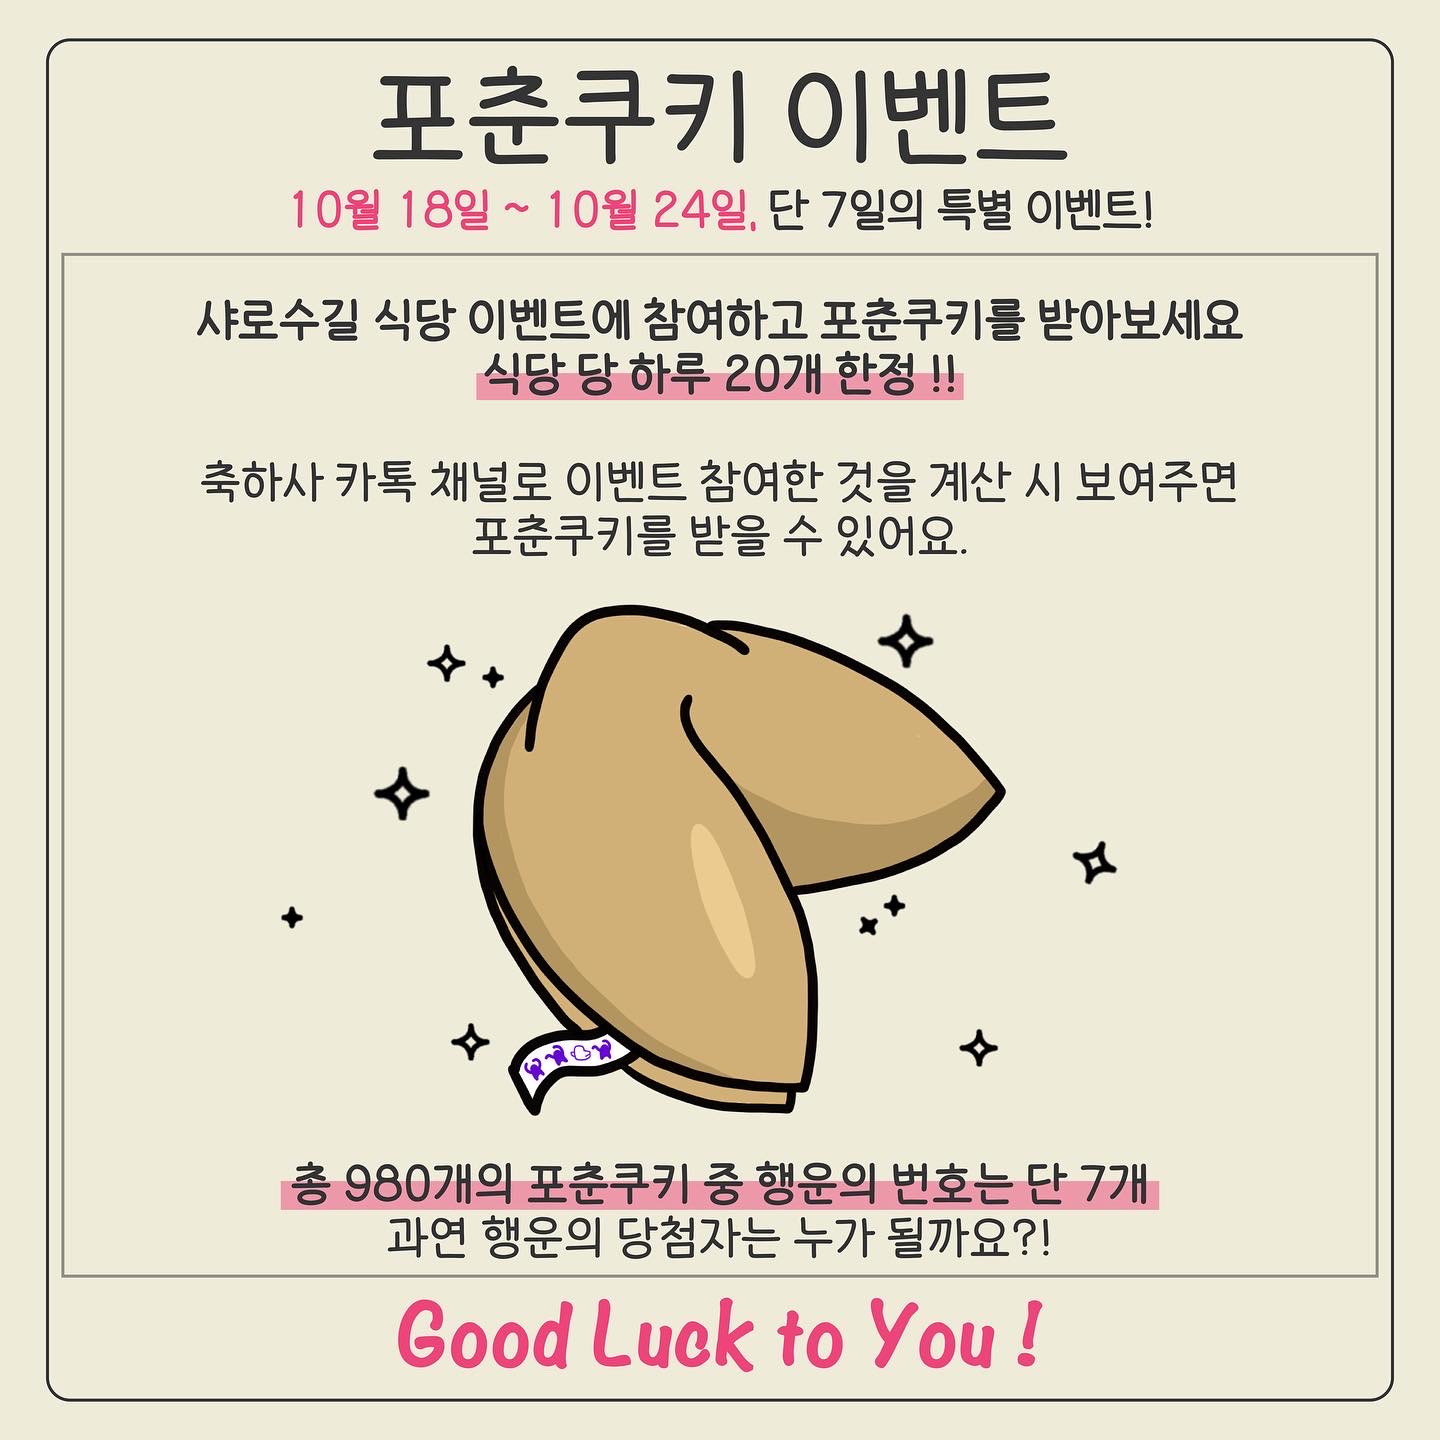 포춘쿠키 이벤트
10월 18일 ~ 10월 24일, 단 7일의 특별 이벤트!
샤로수길 식당 이벤트에 참여하고 포춘쿠키를 받아보세요
식당 당 하루 20개 한정 !!
축하사 카톡 채널로 이벤트 참여한 것을 계산 시 보여주면
포춘쿠키를 받을 수 있어요.
총 980개의 포춘쿠키 중 행운의 번호는 단 7개
과연 행운의 당첨자는 누가 될까요?!
Good Luck to You !